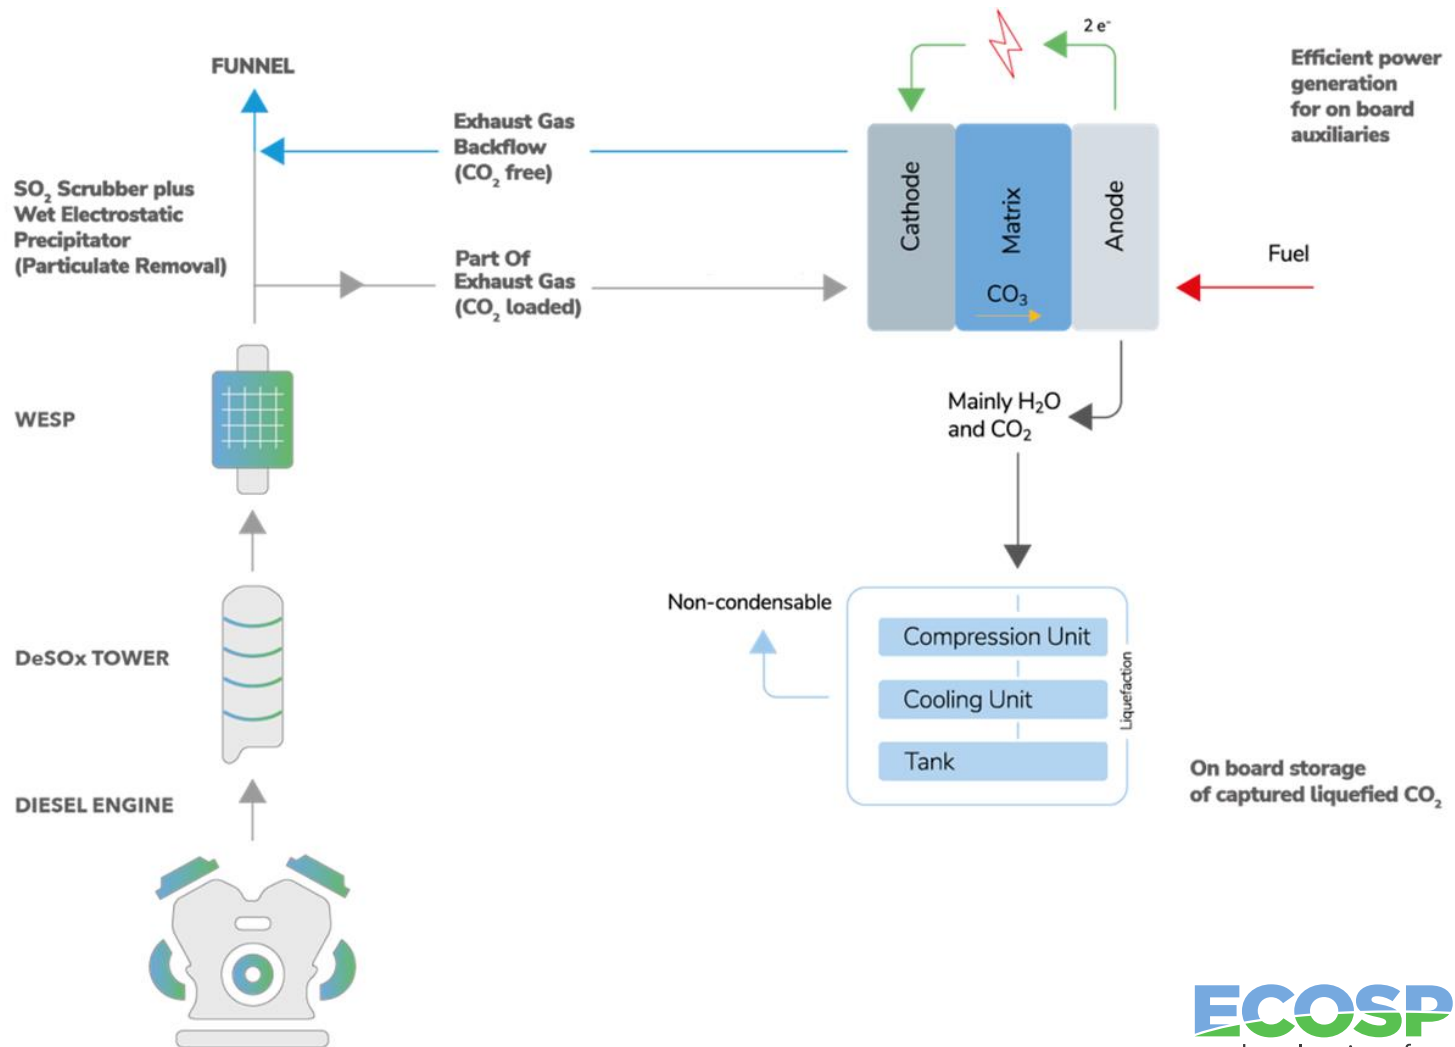 FUNNEL
2 e⁻
Efficient power
generation
for on board
auxiliaries
Exhaust Gas
Backflow
(CO₂ free)
SO₂ Scrubber plus
Wet Electrostatic
Precipitator
(Particulate Removal)
Part Of
Exhaust Gas
(CO₂ loaded)
Cathode
Matrix
Anode
CO₃
Fuel
WESP
Mainly H₂O
and CO₂
Non-condensable
Compression Unit
Cooling Unit
Tank
Liquefaction
DeSOx TOWER
On board storage
of captured liquefied CO₂
DIESEL ENGINE
ECOSP